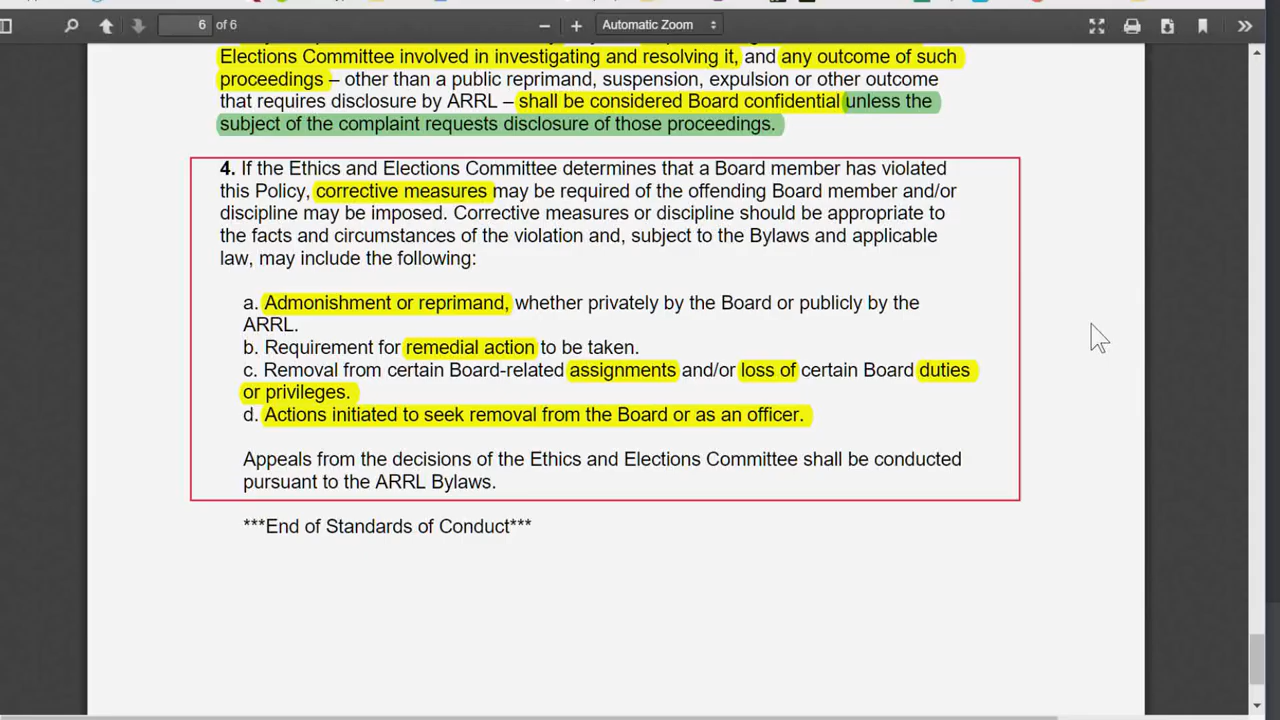 6 of 6
Automatic Zoom
Elections Committee involved in investigating and resolving it, and any outcome of such
proceedings – other than a public reprimand, suspension, expulsion or other outcome
that requires disclosure by ARRL – shall be considered Board confidential unless the
subject of the complaint requests disclosure of those proceedings.
4. If the Ethics and Elections Committee determines that a Board member has violated
this Policy, corrective measures may be required of the offending Board member and/or
discipline may be imposed. Corrective measures or discipline should be appropriate to
the facts and circumstances of the violation and, subject to the Bylaws and applicable
law, may include the following:
a. Admonishment or reprimand, whether privately by the Board or publicly by the
ARRL.
b. Requirement for remedial action to be taken.
c. Removal from certain Board-related assignments and/or loss of certain Board duties
or privileges.
d. Actions initiated to seek removal from the Board or as an officer.
Appeals from the decisions of the Ethics and Elections Committee shall be conducted
pursuant to the ARRL Bylaws.
***End of Standards of Conduct***